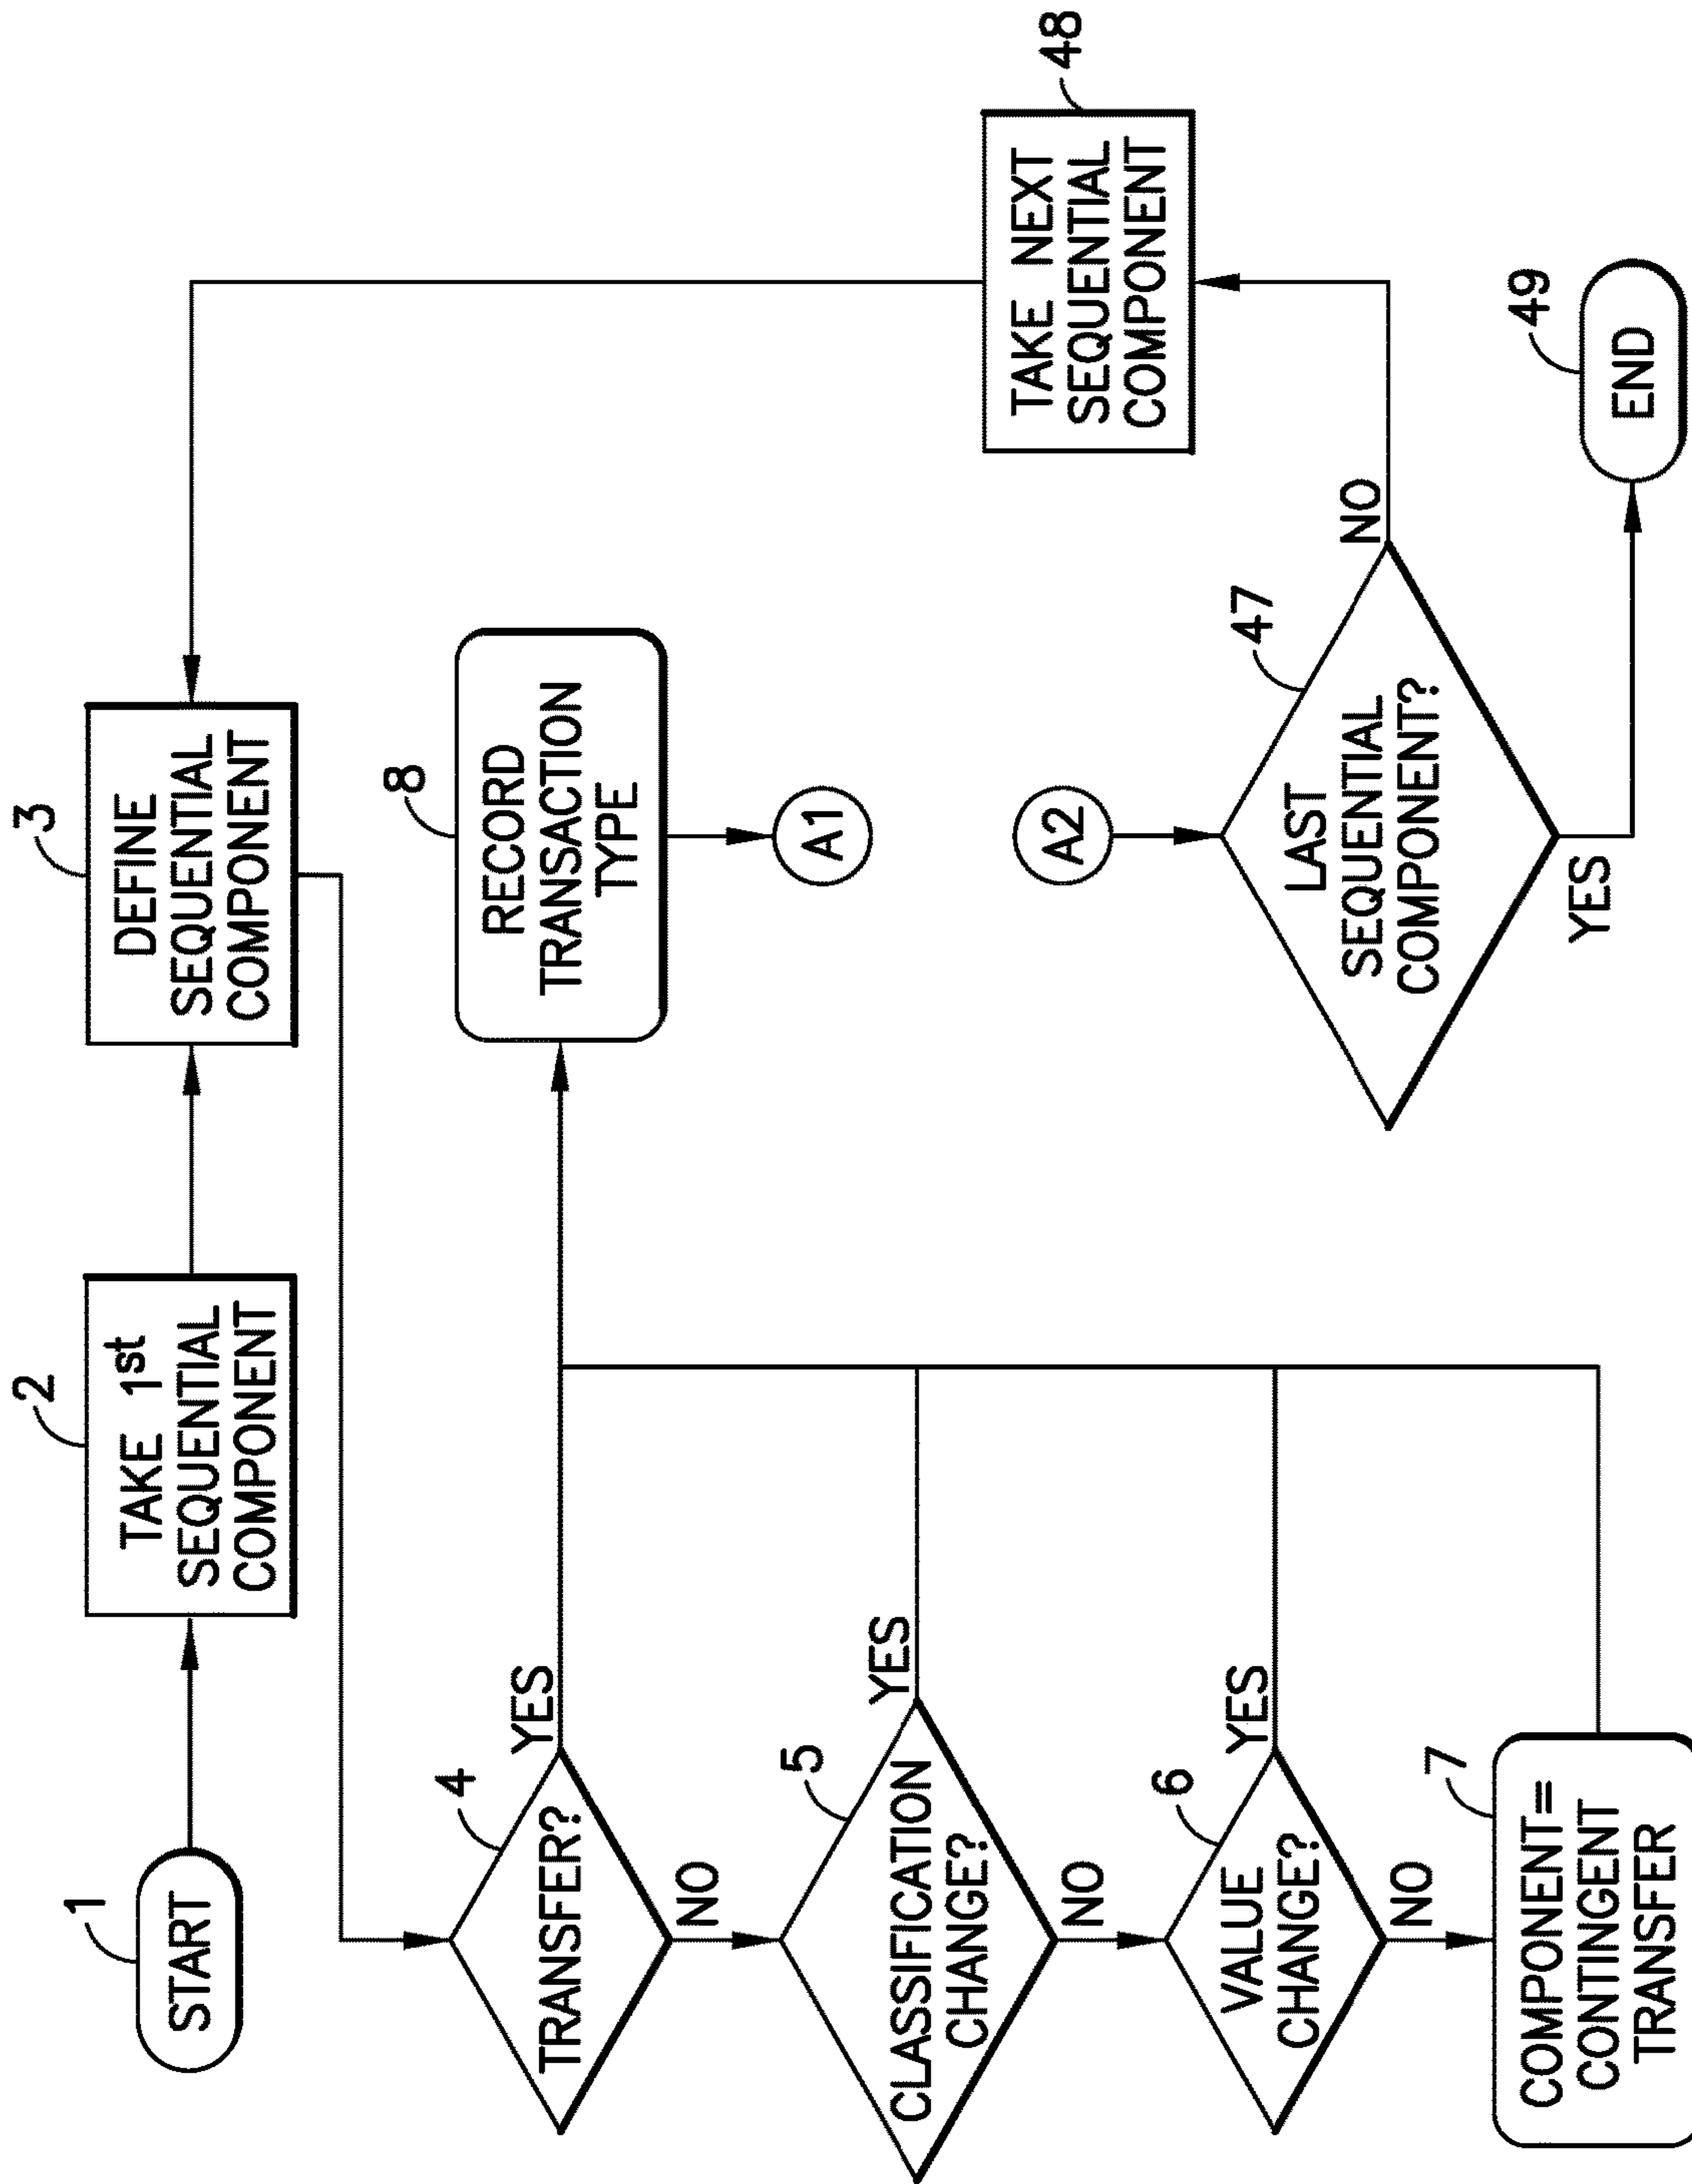 1
START
2
TAKE 1st
SEQUENTIAL
COMPONENT
3
DEFINE
SEQUENTIAL
COMPONENT
4
TRANSFER?
YES
NO
8
RECORD
TRANSACTION
TYPE
A1
5
CLASSIFICATION
CHANGE?
YES
NO
6
VALUE
CHANGE?
YES
NO
7
COMPONENT=
CONTINGENT
TRANSFER
A2
47
LAST
SEQUENTIAL
COMPONENT?
NO
YES
48
TAKE NEXT
SEQUENTIAL
COMPONENT
49
END